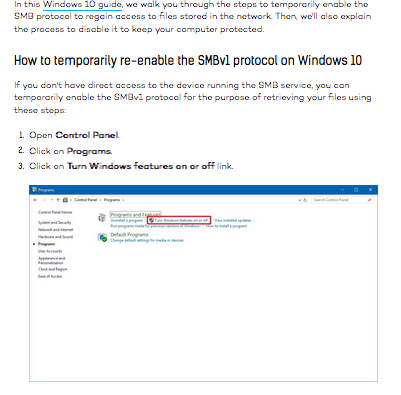 In this Windows 10 guide, we walk you through the steps to temporarily enable the
SMB protocol to regain access to files stored in the network. Then, we'll also explain
the process to disable it to keep your computer protected.
How to temporarily re-enable the SMBv1 protocol on Windows 10
If you don't have direct access to the device running the SMB service, you can
temporarily enable the SMBv1 protocol for the purpose of retrieving your files using
these steps:
1. Open Control Panel.
2. Click on Programs.
3. Click on Turn Windows features on or off link.
Programs
Control Panel › Programs ›
Search Control Panel
Control Panel Home
System and Security
Network and Internet
Hardware and Sound
Programs
User Accounts
Appearance and
Personalization
Clock and Region
Ease of Access
Programs and Features
Uninstall a program
Turn Windows features on or off
View installed updates
Run programs made for previous versions of Windows
How to install a program
Default Programs
Change default settings for media or devices